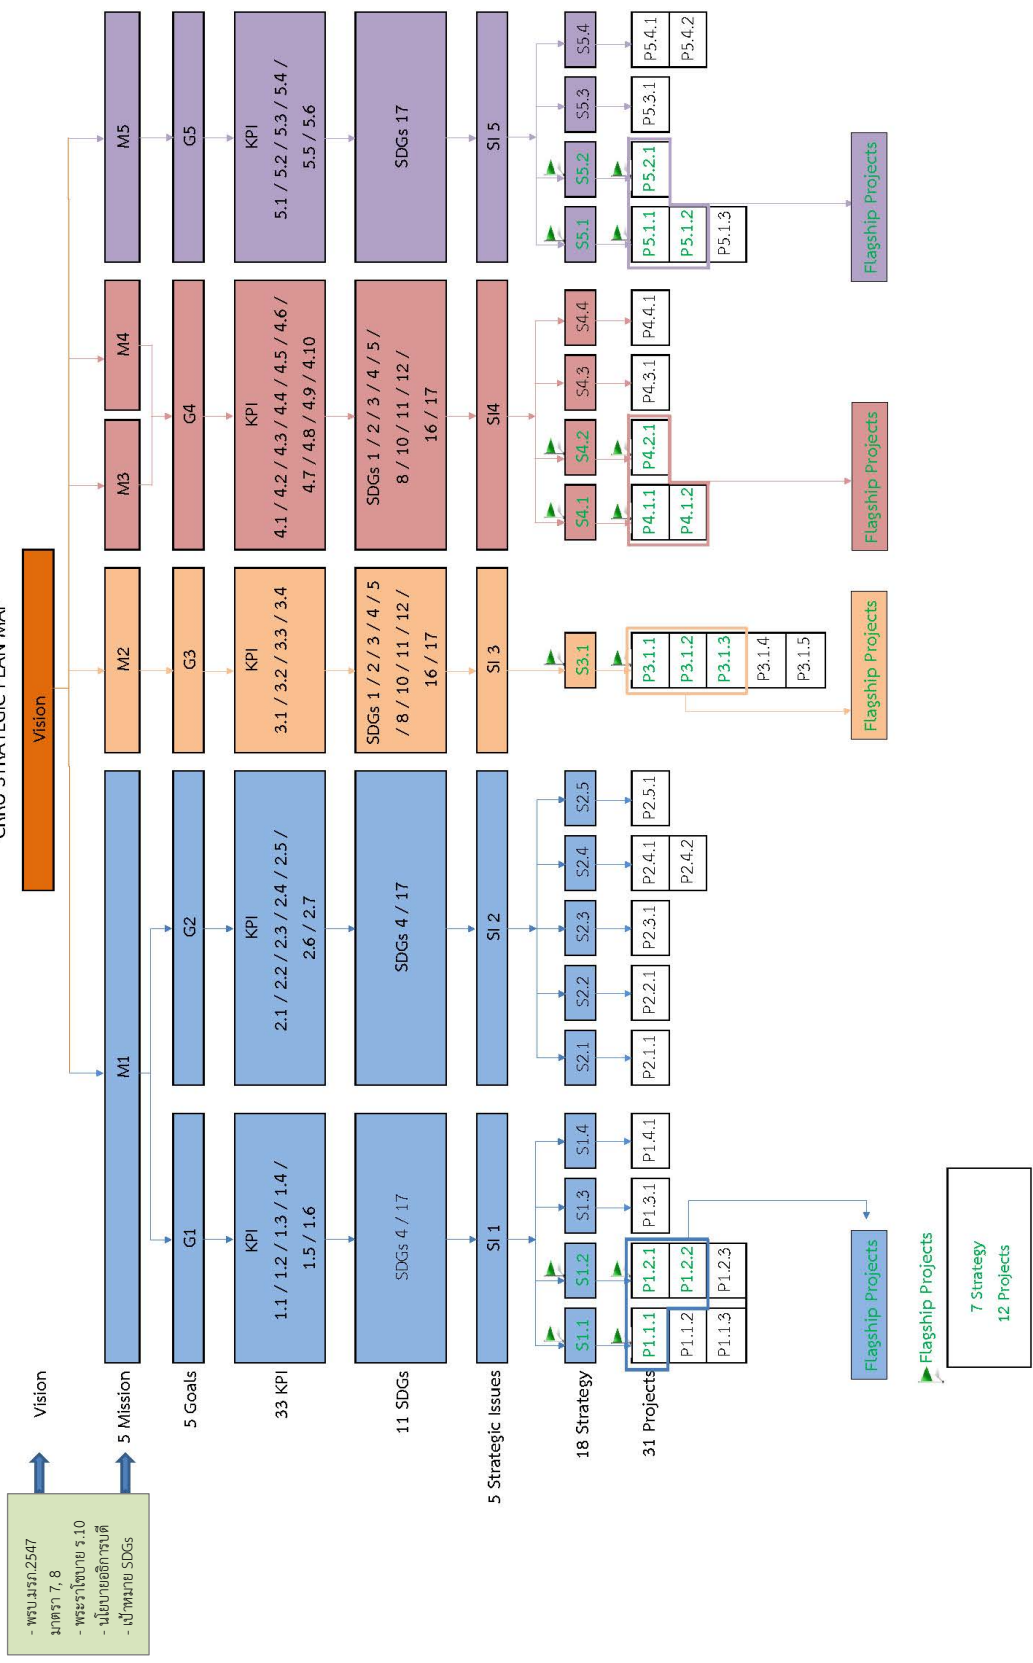 CRRU STRATEGIC PLAN MAP
- พรบ.มรภ.2547
มาตรา 7, 8
- พระราโชบาย ร.10
- นโยบายอธิการบดี
- เป้าหมาย SDGs
Vision
Vision
5 Mission
M1
M2
M3
M4
M5
5 Goals
G1
G2
G3
G4
G5
33 KPI
KPI
1.1 / 1.2 / 1.3 / 1.4 /
1.5 / 1.6
KPI
2.1 / 2.2 / 2.3 / 2.4 / 2.5 /
2.6 / 2.7
KPI
3.1 / 3.2 / 3.3 / 3.4
KPI
4.1 / 4.2 / 4.3 / 4.4 / 4.5 / 4.6 /
4.7 / 4.8 / 4.9 / 4.10
KPI
5.1 / 5.2 / 5.3 / 5.4 /
5.5 / 5.6
11 SDGs
SDGs 4 / 17
SDGs 4 / 17
SDGs 1 / 2 / 3 / 4 / 5
/ 8 / 10 / 11 / 12 /
16 / 17
SDGs 1 / 2 / 3 / 4 / 5 /
8 / 10 / 11 / 12 /
16 / 17
SDGs 17
5 Strategic Issues
SI 1
SI 2
SI 3
SI4
SI 5
18 Strategy
S1.1
S1.2
S1.3
S1.4
S2.1
S2.2
S2.3
S2.4
S2.5
S3.1
S4.1
S4.2
S4.3
S4.4
S5.1
S5.2
S5.3
S5.4
31 Projects
P1.1.1
P1.1.2
P1.1.3
P1.2.1
P1.2.2
P1.2.3
P1.3.1
P1.4.1
P2.1.1
P2.2.1
P2.3.1
P2.4.1
P2.4.2
P2.5.1
P3.1.1
P3.1.2
P3.1.3
P3.1.4
P3.1.5
P4.1.1
P4.1.2
P4.2.1
P4.3.1
P4.4.1
P5.1.1
P5.1.2
P5.1.3
P5.2.1
P5.3.1
P5.4.1
P5.4.2
Flagship Projects
Flagship Projects
Flagship Projects
Flagship Projects
Flagship Projects
7 Strategy
12 Projects